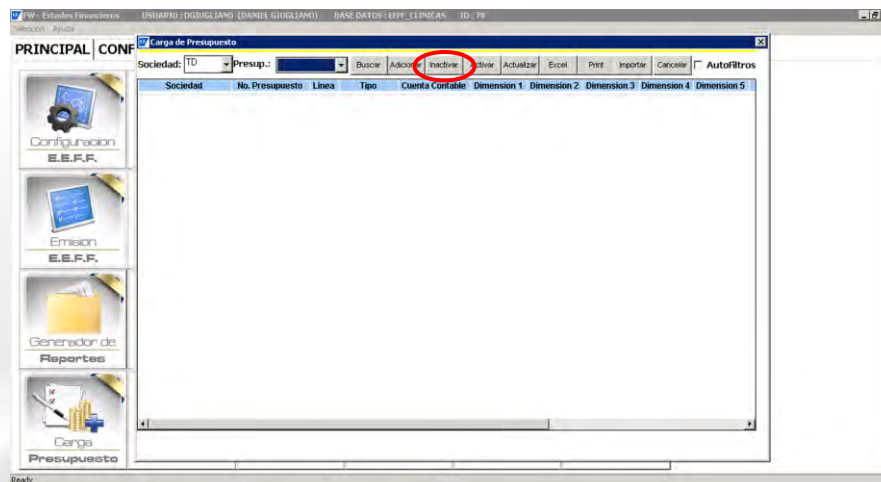 FW - Estados Financieros USUARIO : DGIUGLIANO (DANIEL GIUGLIANO) BASE DATOS : EEFF_CLINICAS ID : 78
Seleccion Ayuda
PRINCIPAL CONF
Carga de Presupuesto
Sociedad: TD Presup.: Buscar Adicionar Inactivar Activar Actualizar Excel Print Importar Cancelar AutoFiltros
Sociedad No. Presupuesto Linea Tipo Cuenta Contable Dimension 1 Dimension 2 Dimension 3 Dimension 4 Dimension 5
Configuracion
E.E.F.F.
Emision
E.E.F.F.
Generador de
Reportes
Carga
Presupuesto
Ready